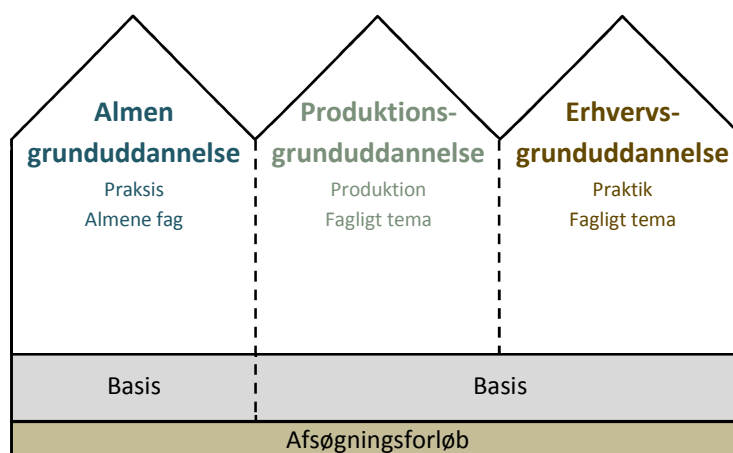 Almen
grunduddannelse
Praksis
Almene fag
Produktions-
grunduddannelse
Produktion
Fagligt tema
Erhvervs-
grunduddannelse
Praktik
Fagligt tema
Basis
Basis
Afsøgningsforløb